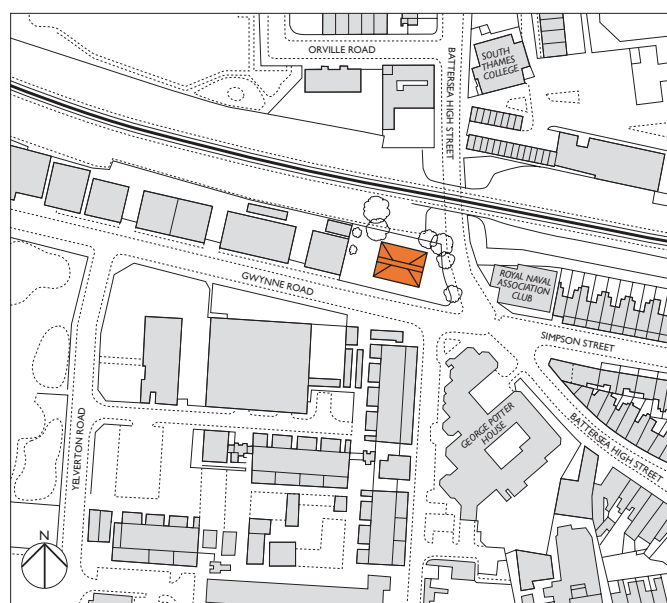 ORVILLE ROAD
BATTERSEA HIGH STREET
SOUTH
THAMES
COLLEGE
GWYNNE ROAD
ROYAL NAVAL
ASSOCIATION
CLUB
SIMPSON STREET
YELVERTON ROAD
GEORGE POTTER
HOUSE
BATTERSEA HIGH STREET
N